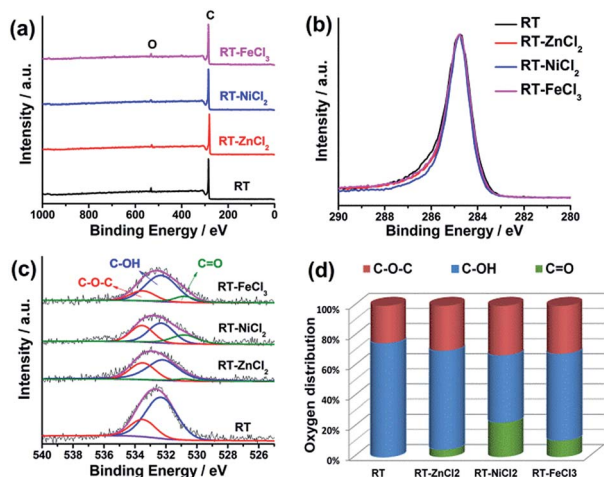 (a)
C
O
RT-FeCl3
RT-NiCl2
RT-ZnCl2
RT
Intensity / a.u.
1000 800 600 400 200 0
Binding Energy / eV
(b)
RT
RT-ZnCl2
RT-NiCl2
RT-FeCl3
Intensity / a.u.
290 288 286 284 282 280
Binding Energy / eV
(c)
C-OH
C=O
C-O-C
RT-FeCl3
RT-NiCl2
RT-ZnCl2
RT
Intensity / a.u.
540 538 536 534 532 530 528 526
Binding Energy / eV
(d)
C-O-C C-OH C=O
Oxygen distribution
100%
80%
60%
40%
20%
0%
RT RT-ZnCl2 RT-NiCl2 RT-FeCl3